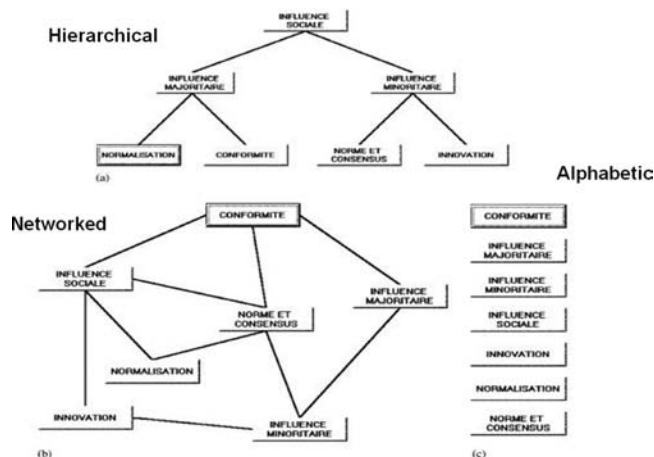 Hierarchical
INFLUENCE
SOCIALE
INFLUENCE
MAJORITAIRE
INFLUENCE
MINORITAIRE
NORMALISATION
CONFORMITE
NORME ET
CONSENSUS
INNOVATION
(a)
Alphabetic
Networked
CONFORMITE
INFLUENCE
SOCIALE
INFLUENCE
MAJORITAIRE
NORME ET
CONSENSUS
NORMALISATION
INNOVATION
INFLUENCE
MINORITAIRE
(b)
CONFORMITE
INFLUENCE
MAJORITAIRE
INFLUENCE
MINORITAIRE
INFLUENCE
SOCIALE
INNOVATION
NORMALISATION
NORME ET
CONSENSUS
(c)